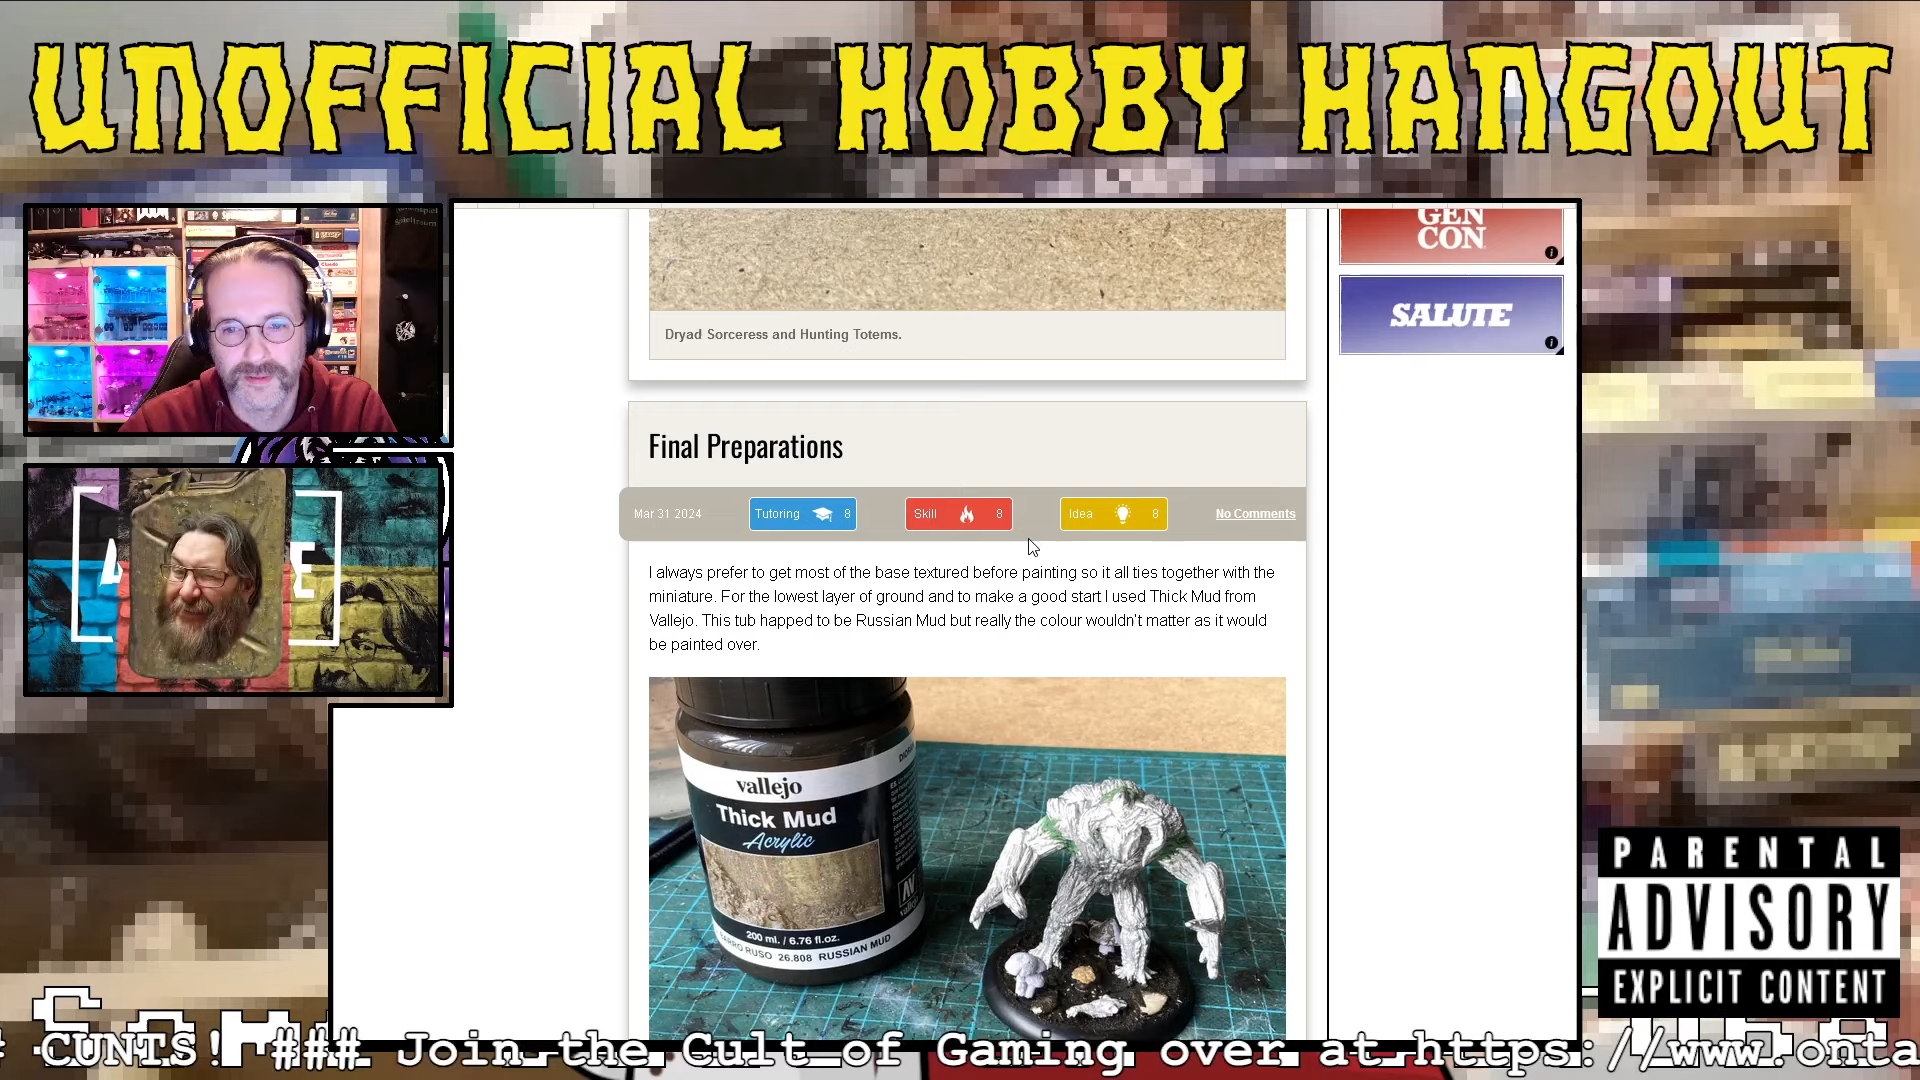 UNOFFICIAL HOBBY HANGOUT
GEN
CON
SALUTE
Dryad Sorceress and Hunting Totems.
Final Preparations
Mar 31 2024
Tutoring 8
Skill 8
Idea 8
No Comments
I always prefer to get most of the base textured before painting so it all ties together with the
miniature. For the lowest layer of ground and to make a good start I used Thick Mud from
Vallejo. This tub happed to be Russian Mud but really the colour wouldn't matter as it would
be painted over.
vallejo
Thick Mud
Acrylic
200 ml. / 6.76 fl.oz.
BARRO RUSO 26.808 RUSSIAN MUD
PARENTAL
ADVISORY
EXPLICIT CONTENT
# CUNTS! ### Join the Cult of Gaming over at https://www.onta